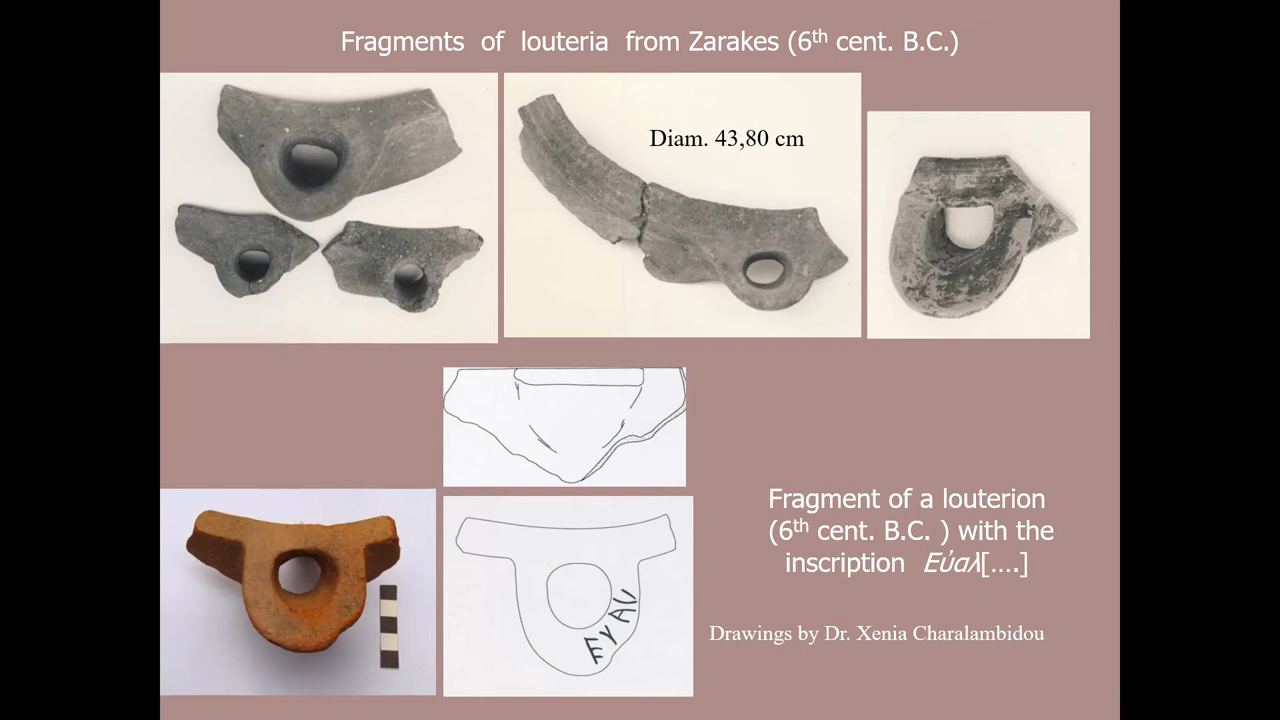 Fragments of louteria from Zarakes (6th cent. B.C.)
Diam. 43,80 cm
Fragment of a louterion
(6th cent. B.C. ) with the
inscription Εὐαλ[….]
ΕΥΑΛ
Drawings by Dr. Xenia Charalambidou